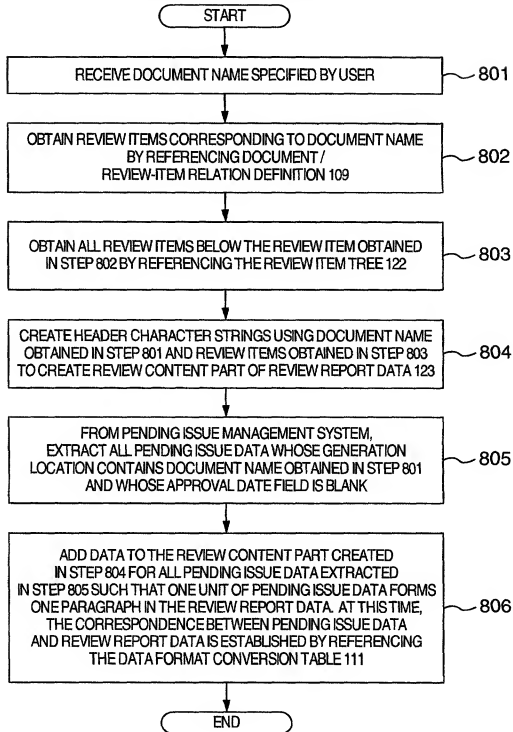 START
RECEIVE DOCUMENT NAME SPECIFIED BY USER
801
OBTAIN REVIEW ITEMS CORRESPONDING TO DOCUMENT NAME
BY REFERENCING DOCUMENT /
REVIEW-ITEM RELATION DEFINITION 109
802
OBTAIN ALL REVIEW ITEMS BELOW THE REVIEW ITEM OBTAINED
IN STEP 802 BY REFERENCING THE REVIEW ITEM TREE 122
803
CREATE HEADER CHARACTER STRINGS USING DOCUMENT NAME
OBTAINED IN STEP 801 AND REVIEW ITEMS OBTAINED IN STEP 803
TO CREATE REVIEW CONTENT PART OF REVIEW REPORT DATA 123
804
FROM PENDING ISSUE MANAGEMENT SYSTEM,
EXTRACT ALL PENDING ISSUE DATA WHOSE GENERATION
LOCATION CONTAINS DOCUMENT NAME OBTAINED IN STEP 801
AND WHOSE APPROVAL DATE FIELD IS BLANK
805
ADD DATA TO THE REVIEW CONTENT PART CREATED
IN STEP 804 FOR ALL PENDING ISSUE DATA EXTRACTED
IN STEP 805 SUCH THAT ONE UNIT OF PENDING ISSUE DATA FORMS
ONE PARAGRAPH IN THE REVIEW REPORT DATA. AT THIS TIME,
THE CORRESPONDENCE BETWEEN PENDING ISSUE DATA
AND REVIEW REPORT DATA IS ESTABLISHED BY REFERENCING
THE DATA FORMAT CONVERSION TABLE 111
806
END